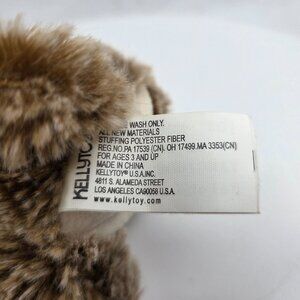 WASH ONLY.
ALL NEW MATERIALS
STUFFING POLYESTER FIBER
REG.NO.PA 17539 (CN). OH 17499.MA 3353(CN)
FOR AGES 3 AND UP
MADE IN CHINA
KELLYTOY® U.S.A.INC.
4811 S. ALAMEDA STREET
LOS ANGELES CA90058 U.S.A.
www.kellytoy.com
KELLYTOY